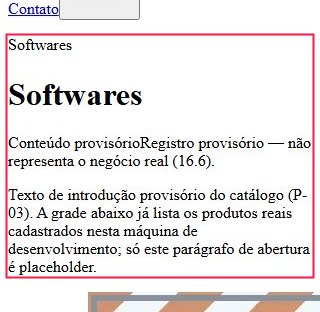 Contato
Softwares
Softwares
Conteúdo provisórioRegistro provisório — não
representa o negócio real (16.6).
Texto de introdução provisório do catálogo (P-
03). A grade abaixo já lista os produtos reais
cadastrados nesta máquina de
desenvolvimento; só este parágrafo de abertura
é placeholder.